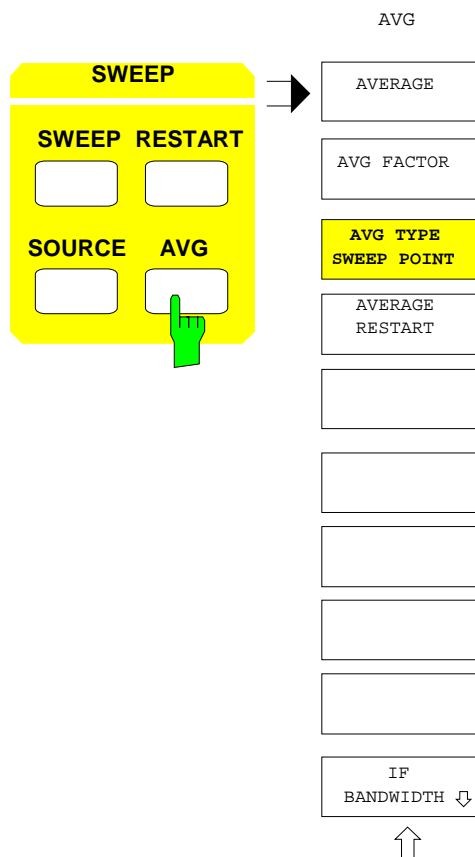 AVG
SWEEP
SWEEP RESTART
SOURCE AVG
AVERAGE
AVG FACTOR
AVG TYPE
SWEEP POINT
AVERAGE
RESTART
IF
BANDWIDTH